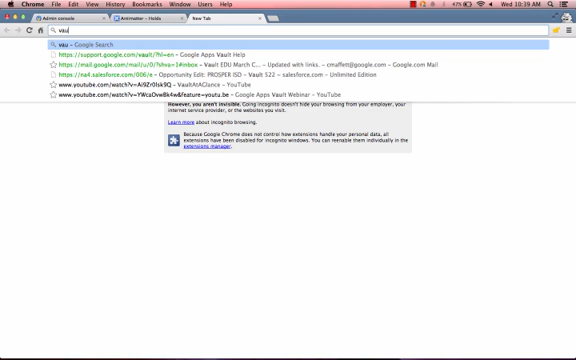 Chrome File Edit View History Bookmarks Window Users Help
47% Wed 10:39 AM
Admin console
Antmaker - Holds
New Tab
vau
vau - Google Search
https://support.google.com/vault/?hl=en - Google Apps Vault Help
https://mail.google.com/mail/u/0/?shva=1#inbox - Vault EDU March C... - Updated with links. - cmaffett@google.com - Google.com Mail
https://na4.salesforce.com/006/e - Opportunity Edit: PROSPER ISD - Vault 522 - salesforce.com - Unlimited Edition
www.youtube.com/watch?v=Ai9Zr0Isk9Q - VaultAtAGlance - YouTube
www.youtube.com/watch?v=YWcaOvwBk4w&feature=youtu.be - Google Apps Vault Webinar - YouTube
However, you aren't invisible. Going incognito doesn't hide your browsing from your employer, your
internet service provider, or the websites you visit.
Learn more about incognito browsing.
Because Google Chrome does not control how extensions handle your personal data, all
extensions have been disabled for incognito windows. You can reenable them individually in the
extensions manager.